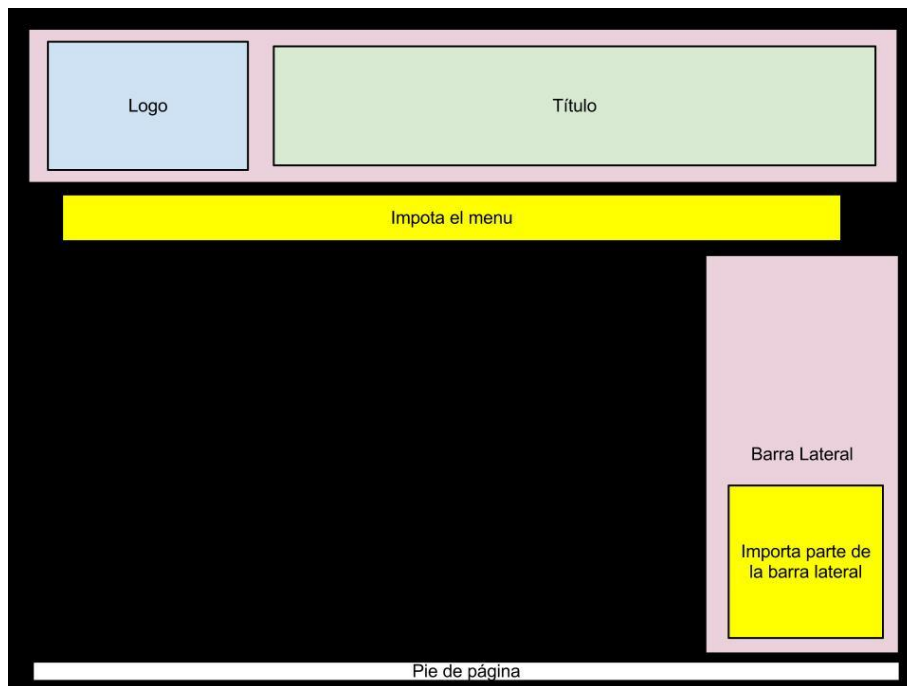 Logo
Título
Impota el menu
Barra Lateral
Importa parte de
la barra lateral
Pie de página